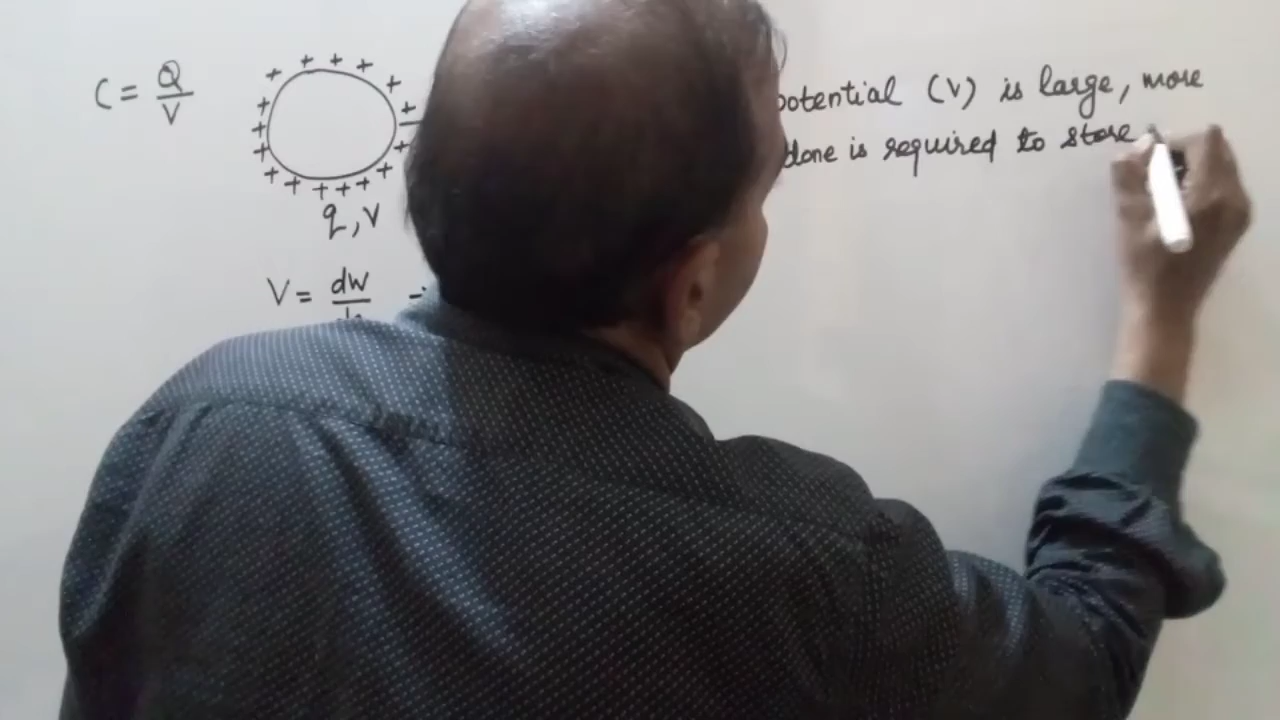 C = Q/V
+ + + + + + + + + + + + + + + + +
q, V
V = dw
potential (V) is large, more
done is required to store